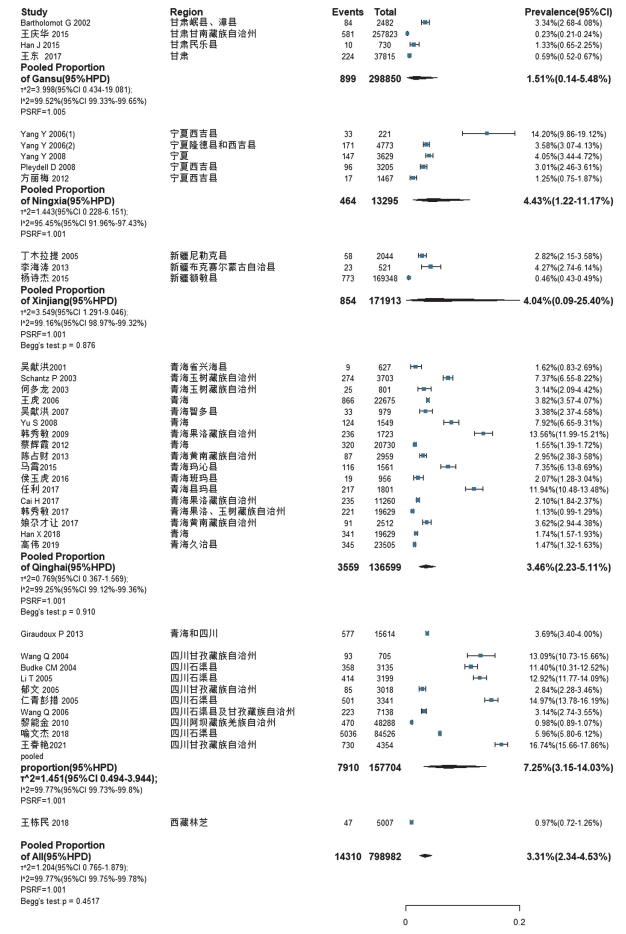 Study Region Events Total Prevalence(95%CI)
Bartholomot G 2002 甘肃岷县、漳县 84 2482 3.34%(2.68-4.08%)
王庆华 2015 甘肃甘南藏族自治州 581 257823 0.23%(0.21-0.24%)
Han J 2015 甘肃民乐县 10 730 1.33%(0.65-2.25%)
王东 2017 甘肃 224 37815 0.59%(0.52-0.67%)
Pooled Proportion
of Gansu(95%HPD) 899 298850 1.51%(0.14-5.48%)
τ^2=3.998(95%CI 0.434-19.081);
I^2=99.52%(95%CI 99.33%-99.65%)
PSRF=1.005
Yang Y 2006(1) 宁夏西吉县 33 221 14.20%(9.86-19.12%)
Yang Y 2006(2) 宁夏隆德县和西吉县 171 4773 3.58%(3.07-4.13%)
Yang Y 2008 宁夏 147 3629 4.05%(3.44-4.72%)
Pleydell D 2008 宁夏西吉县 96 3205 3.01%(2.46-3.61%)
方丽梅 2012 宁夏西吉县 17 1467 1.25%(0.75-1.87%)
Pooled Proportion
of Ningxia(95%HPD) 464 13295 4.43%(1.22-11.17%)
τ^2=1.443(95%CI 0.228-6.151);
I^2=95.45%(95%CI 91.96%-97.43%)
PSRF=1.001
丁木拉提 2005 新疆尼勒克县 58 2044 2.82%(2.15-3.58%)
李海涛 2013 新疆布克赛尔蒙古自治县 23 521 4.27%(2.74-6.14%)
杨诗杰 2015 新疆额敏县 773 169348 0.46%(0.43-0.49%)
Pooled Proportion
of Xinjiang(95%HPD) 854 171913 4.04%(0.09-25.40%)
τ^2=3.549(95%CI 1.291-9.046);
I^2=99.16%(95%CI 98.97%-99.32%)
PSRF=1.001
Begg's test:p = 0.876
吴献洪2001 青海省兴海县 9 627 1.62%(0.83-2.69%)
Schantz P 2003 青海玉树藏族自治州 274 3703 7.37%(6.55-8.22%)
何多龙 2003 青海玉树藏族自治州 25 801 3.14%(2.09-4.42%)
王虎 2006 青海 866 22675 3.82%(3.57-4.07%)
吴献洪 2007 青海智多县 33 979 3.38%(2.37-4.58%)
Yu S 2008 青海 124 1549 7.92%(6.65-9.31%)
韩秀敏 2009 青海果洛藏族自治州 236 1723 13.56%(11.99-15.21%)
蔡辉霞 2012 青海 320 20730 1.55%(1.39-1.72%)
陈占财 2013 青海黄南藏族自治州 87 2959 2.95%(2.38-3.58%)
马霄2015 青海玛沁县 116 1561 7.35%(6.13-8.69%)
侯玉虎 2016 青海班玛县 19 956 2.07%(1.28-3.04%)
任利 2017 青海县玛县 217 1801 11.94%(10.48-13.48%)
Cai H 2017 青海果洛藏族自治州 235 11260 2.10%(1.84-2.37%)
韩秀敏 2017 青海果洛、玉树藏族自治州 221 19629 1.13%(0.99-1.29%)
娘尕才让 2017 青海黄南藏族自治州 91 2512 3.62%(2.94-4.38%)
Han X 2018 青海 341 19629 1.74%(1.57-1.93%)
高伟 2019 青海久治县 345 23505 1.47%(1.32-1.63%)
Pooled Proportion
of Qinghai(95%HPD) 3559 136599 3.46%(2.23-5.11%)
τ^2=0.769(95%CI 0.367-1.569);
I^2=99.25%(95%CI 99.12%-99.36%)
PSRF=1.001
Begg's test:p = 0.910
Giraudoux P 2013 青海和四川 577 15614 3.69%(3.40-4.00%)
Wang Q 2004 四川甘孜藏族自治州 93 705 13.09%(10.73-15.66%)
Budke CM 2004 四川石渠县 358 3135 11.40%(10.31-12.52%)
Li T 2005 四川石渠县 414 3199 12.92%(11.77-14.09%)
郁文 2005 四川甘孜藏族自治州 85 3018 2.84%(2.28-3.46%)
仁青彭措 2005 四川石渠县 501 3341 14.97%(13.78-16.19%)
Wang Q 2006 四川石渠县及甘孜藏族自治州 223 7138 3.14%(2.74-3.55%)
黎能金 2010 四川阿坝藏族羌族自治州 470 48288 0.98%(0.89-1.07%)
喻文杰 2018 四川石渠县 5036 84526 5.96%(5.80-6.12%)
王春艳2021 四川甘孜藏族自治州 730 4354 16.74%(15.66-17.86%)
pooled
proportion(95%HPD) 7910 157704 7.25%(3.15-14.03%)
τ^2=1.451(95%CI 0.494-3.944);
I^2=99.77%(95%CI 99.73%-99.8%)
PSRF=1.001
王栋民 2018 西藏林芝 47 5007 0.97%(0.72-1.26%)
Pooled Proportion
of All(95%HPD) 14310 798982 3.31%(2.34-4.53%)
τ^2=1.204(95%CI 0.765-1.879);
I^2=99.77%(95%CI 99.75%-99.78%)
PSRF=1.001
Begg's test:p = 0.4517
0 0.2